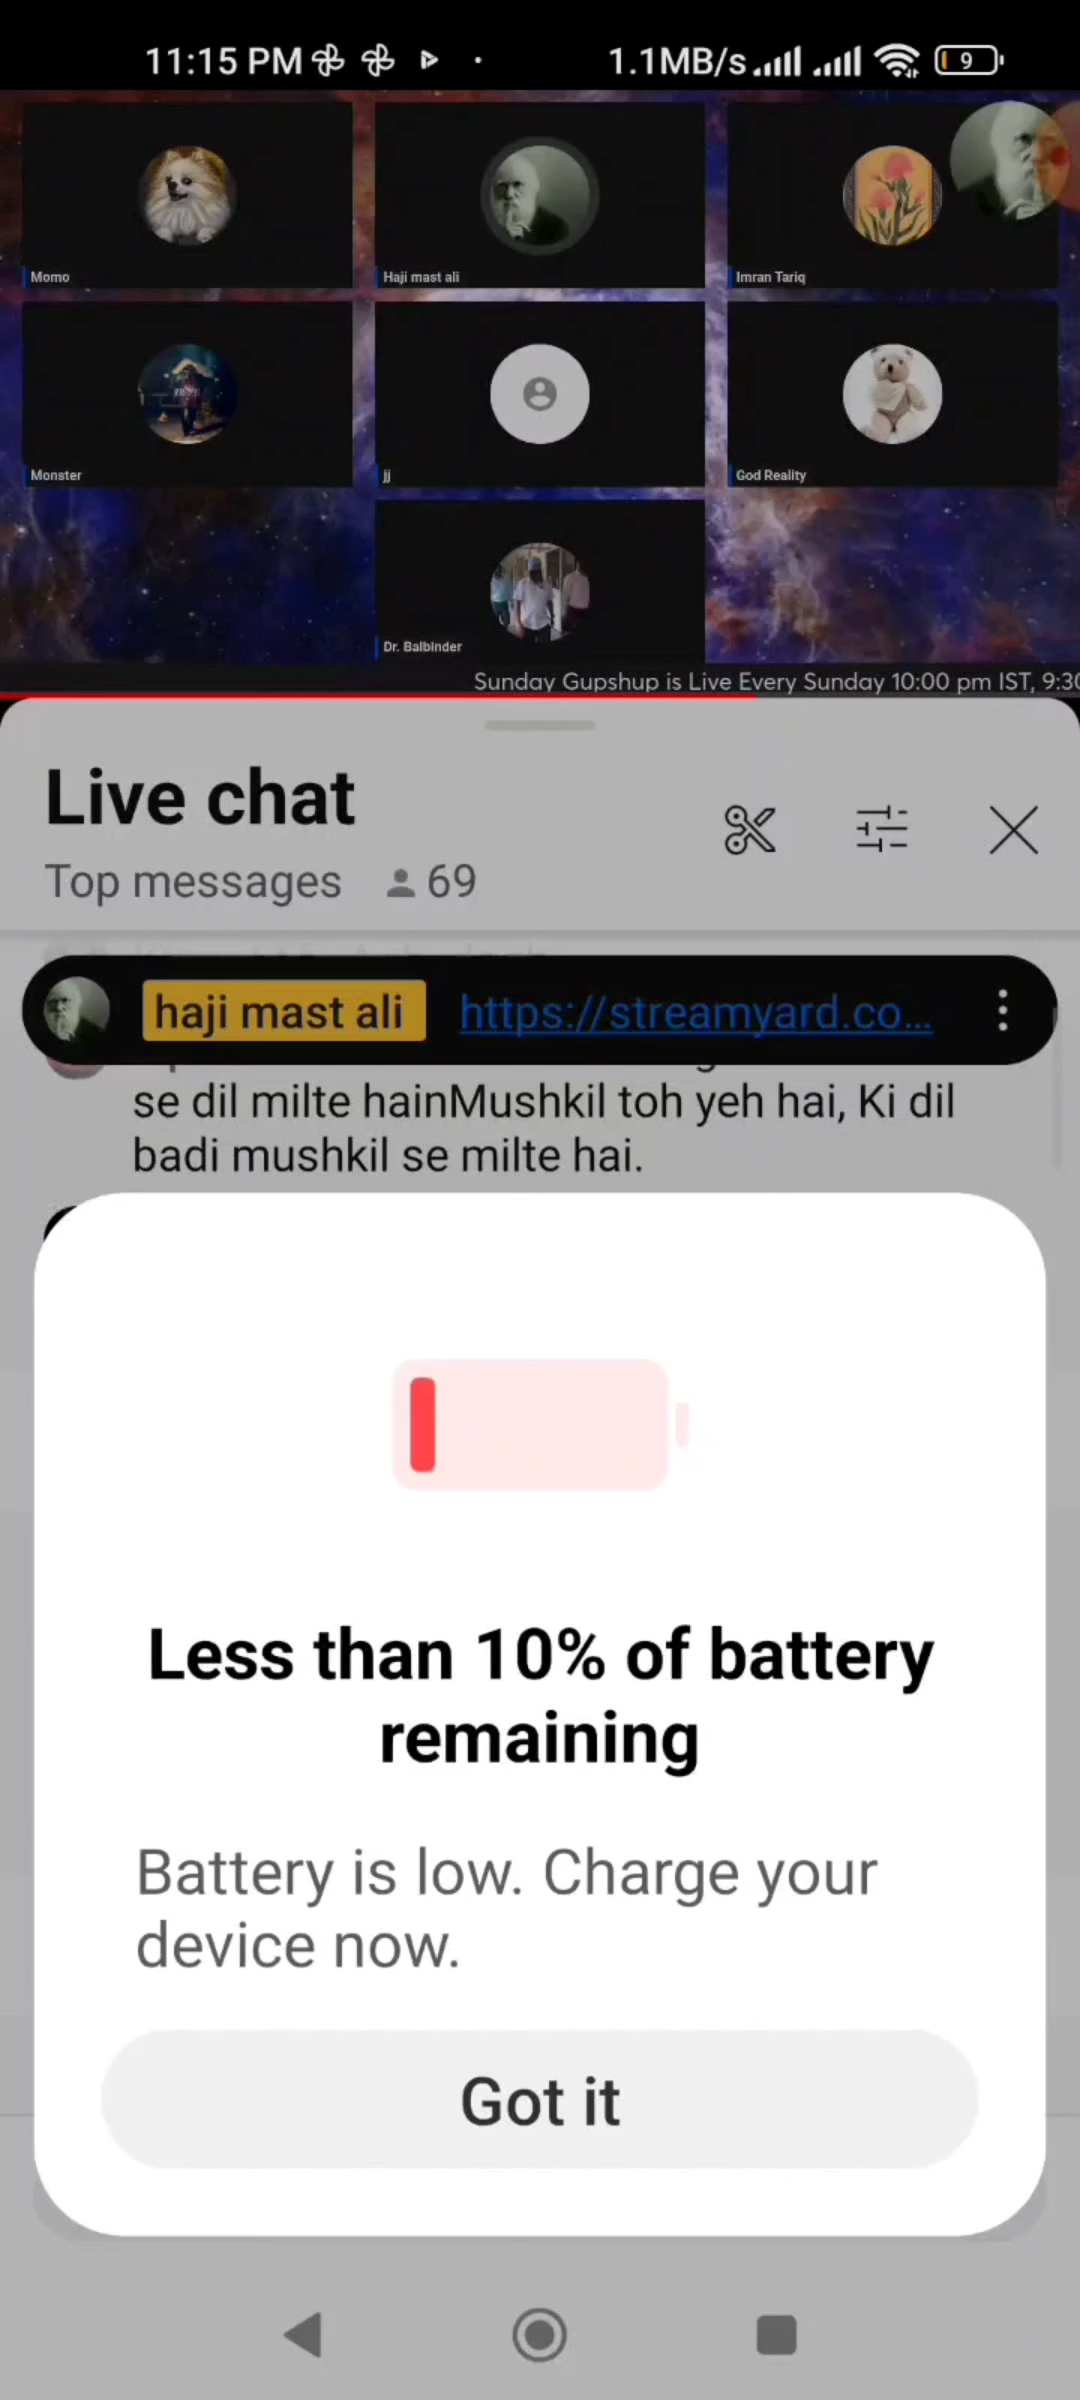 11:15 PM
1.1MB/s
9
Momo
Haji mast ali
Imran Tariq
Monster
jj
God Reality
Dr. Balbinder
Sunday Gupshup is Live Every Sunday 10:00 pm IST, 9:30
Live chat
Top messages 69
haji mast ali https://streamyard.co...
se dil milte hainMushkil toh yeh hai, Ki dil
badi mushkil se milte hai.
Less than 10% of battery
remaining
Battery is low. Charge your
device now.
Got it